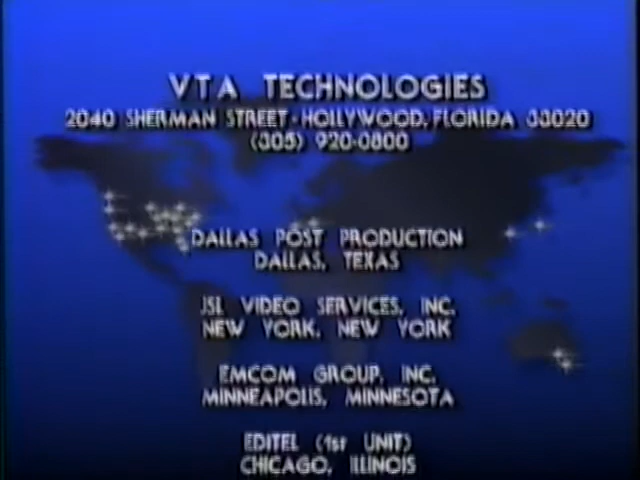 VTA TECHNOLOGIES
2040 SHERMAN STREET - HOLLYWOOD, FLORIDA 33020
(305) 920-0800
DALLAS POST PRODUCTION
DALLAS, TEXAS
JSL VIDEO SERVICES, INC.
NEW YORK, NEW YORK
EMCOM GROUP, INC.
MINNEAPOLIS, MINNESOTA
EDITEL (1st UNIT)
CHICAGO, ILLINOIS